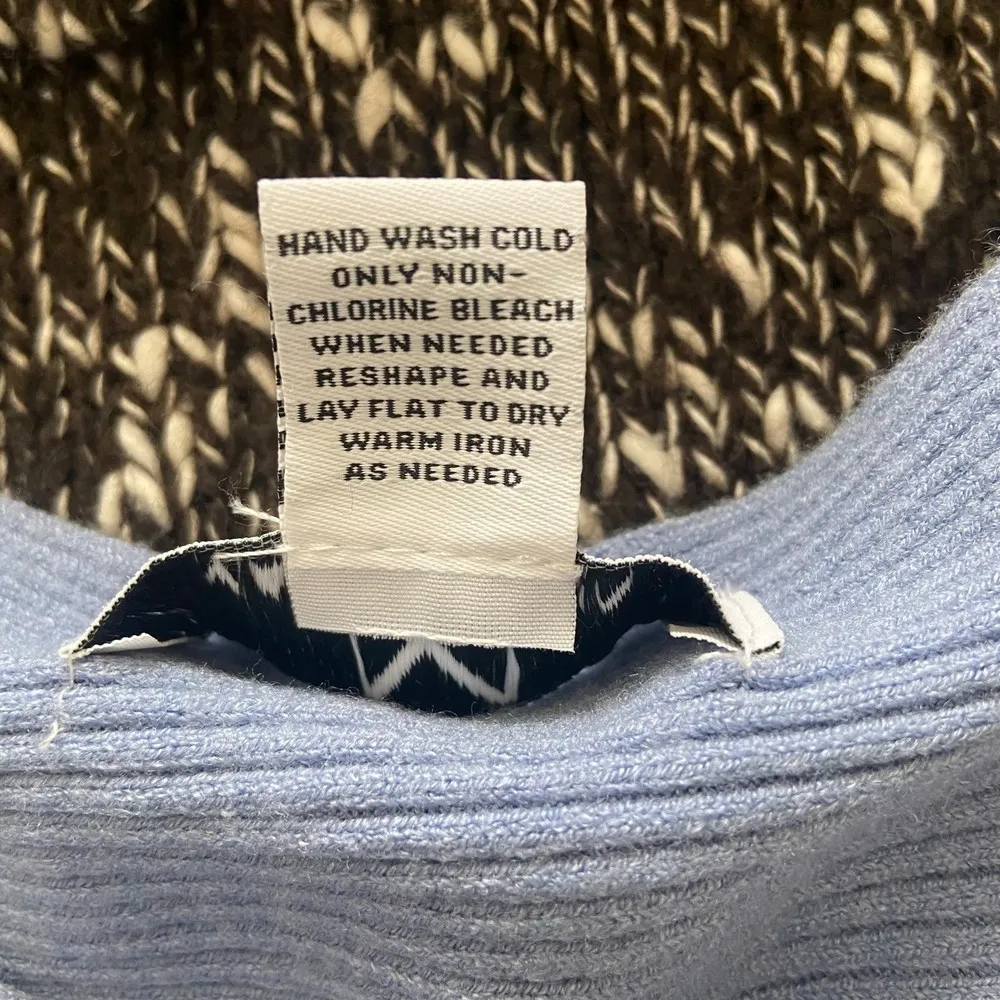 HAND WASH COLD
ONLY NON-
CHLORINE BLEACH
WHEN NEEDED
RESHAPE AND
LAY FLAT TO DRY
WARM IRON
AS NEEDED